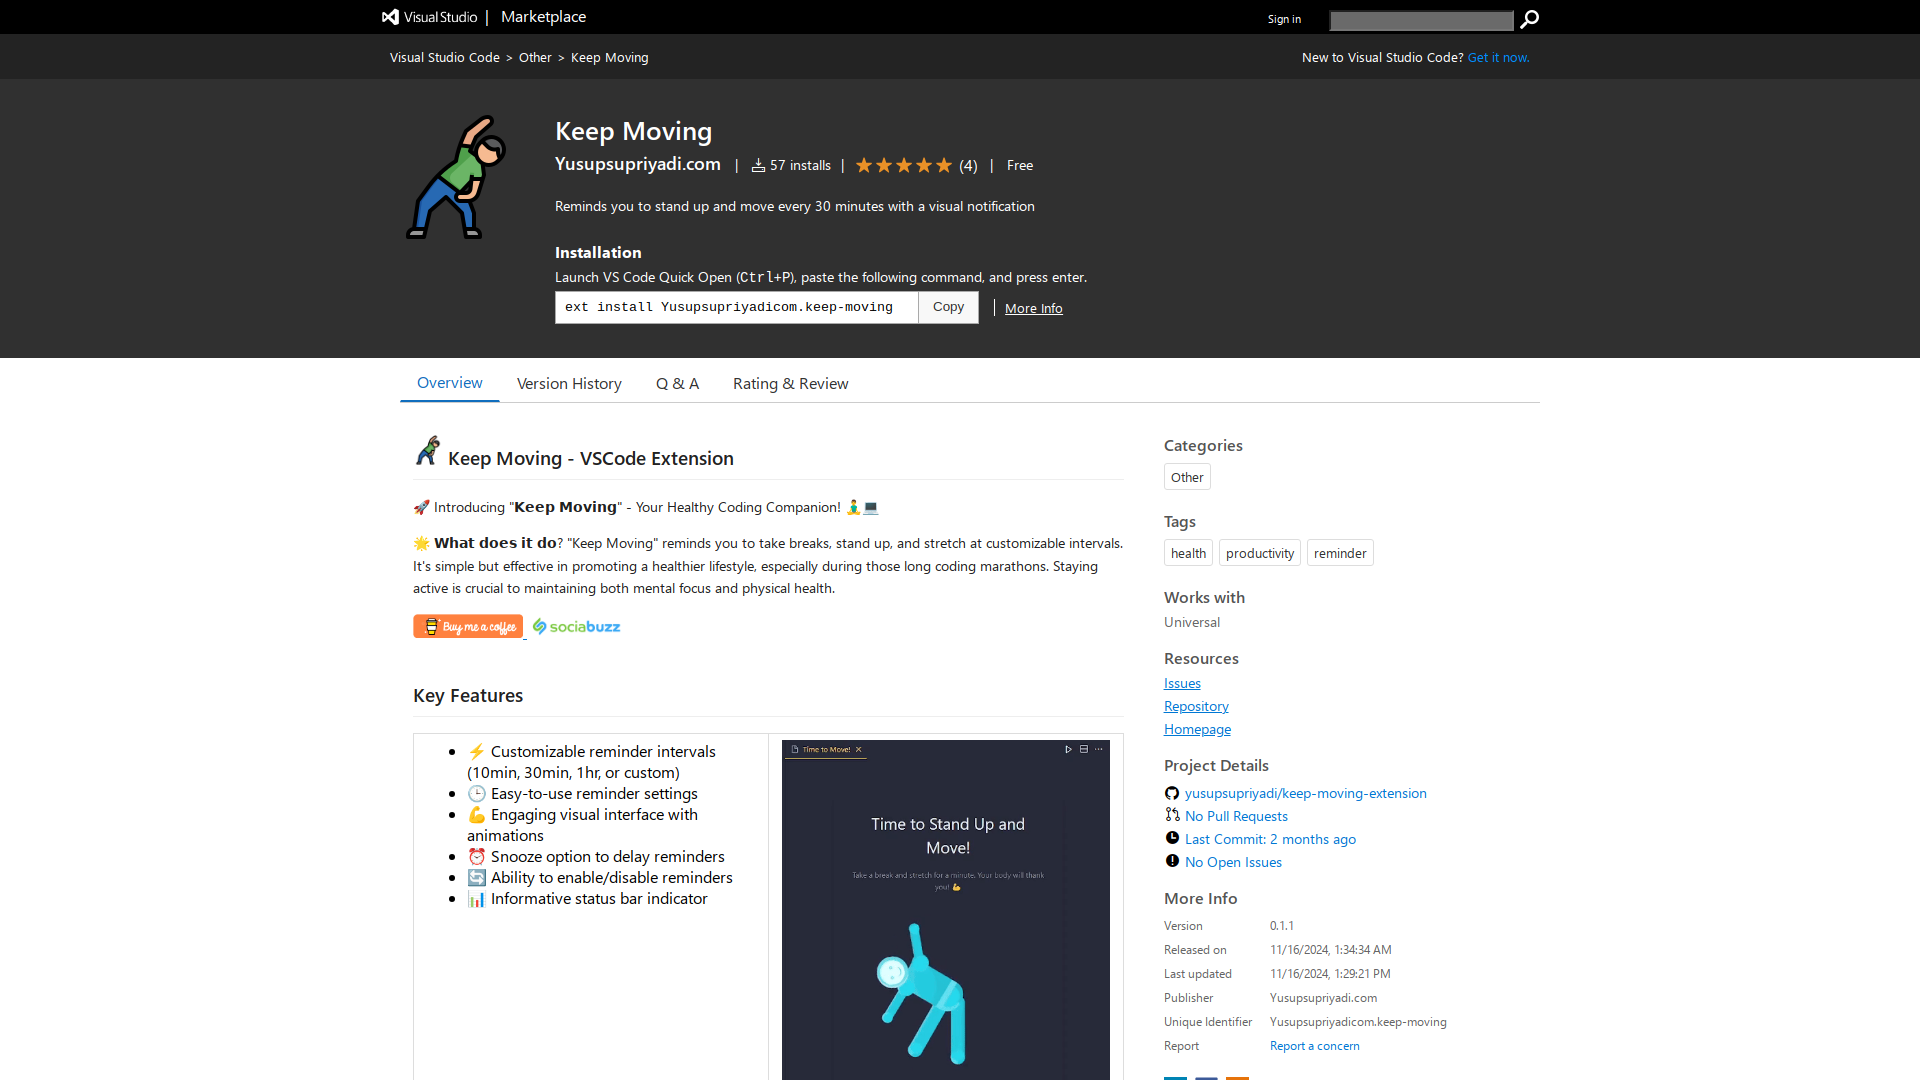 Visual Studio | Marketplace
Sign in
Visual Studio Code > Other > Keep Moving
New to Visual Studio Code? Get it now.
Keep Moving
Yusupsupriyadi.com | 57 installs | (4) | Free
Reminds you to stand up and move every 30 minutes with a visual notification
Installation
Launch VS Code Quick Open (Ctrl+P), paste the following command, and press enter.
ext install Yusupsupriyadicom.keep-moving
Copy
More Info
Overview
Version History
Q & A
Rating & Review
Keep Moving - VSCode Extension
🚀 Introducing "Keep Moving" - Your Healthy Coding Companion! 🧘‍♂️💻
🌟 What does it do? "Keep Moving" reminds you to take breaks, stand up, and stretch at customizable intervals.
It's simple but effective in promoting a healthier lifestyle, especially during those long coding marathons. Staying
active is crucial to maintaining both mental focus and physical health.
Buy me a coffee
sociabuzz
Key Features
⚡ Customizable reminder intervals
(10min, 30min, 1hr, or custom)
🕒 Easy-to-use reminder settings
💪 Engaging visual interface with
animations
⏰ Snooze option to delay reminders
🔄 Ability to enable/disable reminders
📊 Informative status bar indicator
Time to Move!
Time to Stand Up and
Move!
Take a break and stretch for a minute. Your body will thank
you! 💪
Categories
Other
Tags
health
productivity
reminder
Works with
Universal
Resources
Issues
Repository
Homepage
Project Details
yusupsupriyadi/keep-moving-extension
No Pull Requests
Last Commit: 2 months ago
No Open Issues
More Info
Version 0.1.1
Released on 11/16/2024, 1:34:34 AM
Last updated 11/16/2024, 1:29:21 PM
Publisher Yusupsupriyadi.com
Unique Identifier Yusupsupriyadicom.keep-moving
Report Report a concern